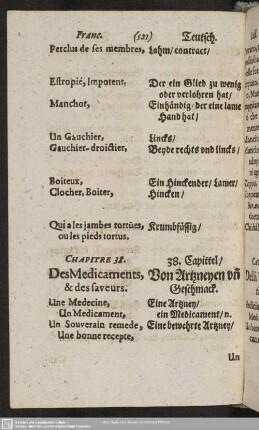 Franc. (521) Teutsch.
Perclus de ses membres, Lahm/ contract/
Estropié, Impotent, Der ein Glied zu wenig
oder verlohren hat/
Manchot, Einhändig/ der eine lame
Hand hat/
Un Gauchier, Lincks/
Gauchier-droictier, Beyde rechts vnd lincks/
Boiteux, Ein Hinckender/ Lamer/
Clocher, Boiter, Hincken/
Qui a les jambes tortües, Krumbfüssig/
ou les pieds tortus.
CHAPITRE 38. 38. Capittel/
Des Medicaments, Von Artzneyen vñ
& des saveurs. Geschmack.
Une Medecine, Eine Artzney/
Un Medicament, ein Medicament/ n.
Un Souverain remede, Eine bewehrte Artzney/
Une bonne recepte,
Un